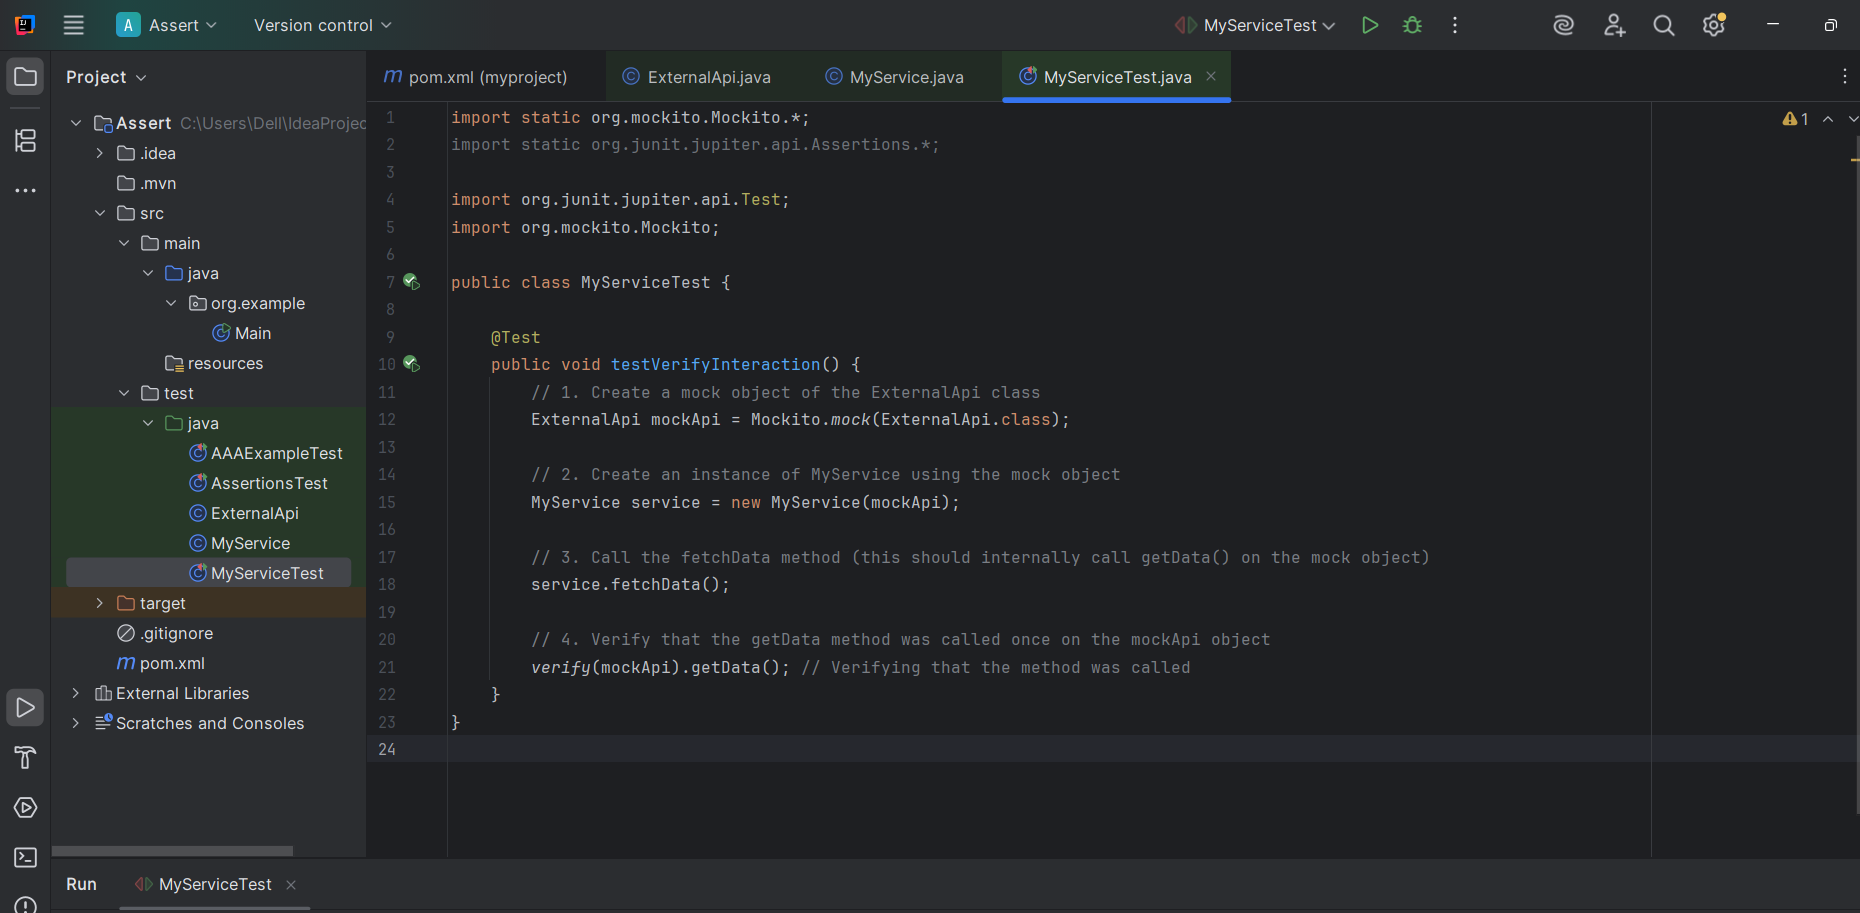 A Assert Version control MyServiceTest
Project
m pom.xml (myproject) ExternalApi.java MyService.java MyServiceTest.java
Assert C:\Users\Dell\IdeaProjec
.idea
.mvn
src
main
java
org.example
Main
resources
test
java
AAAExampleTest
AssertionsTest
ExternalApi
MyService
MyServiceTest
target
.gitignore
m pom.xml
External Libraries
Scratches and Consoles
1 import static org.mockito.Mockito.*;
2 import static org.junit.jupiter.api.Assertions.*;
3
4 import org.junit.jupiter.api.Test;
5 import org.mockito.Mockito;
6
7 public class MyServiceTest {
8
9 @Test
10 public void testVerifyInteraction() {
11 // 1. Create a mock object of the ExternalApi class
12 ExternalApi mockApi = Mockito.mock(ExternalApi.class);
13
14 // 2. Create an instance of MyService using the mock object
15 MyService service = new MyService(mockApi);
16
17 // 3. Call the fetchData method (this should internally call getData() on the mock object)
18 service.fetchData();
19
20 // 4. Verify that the getData method was called once on the mockApi object
21 verify(mockApi).getData(); // Verifying that the method was called
22 }
23 }
24
1
Run MyServiceTest